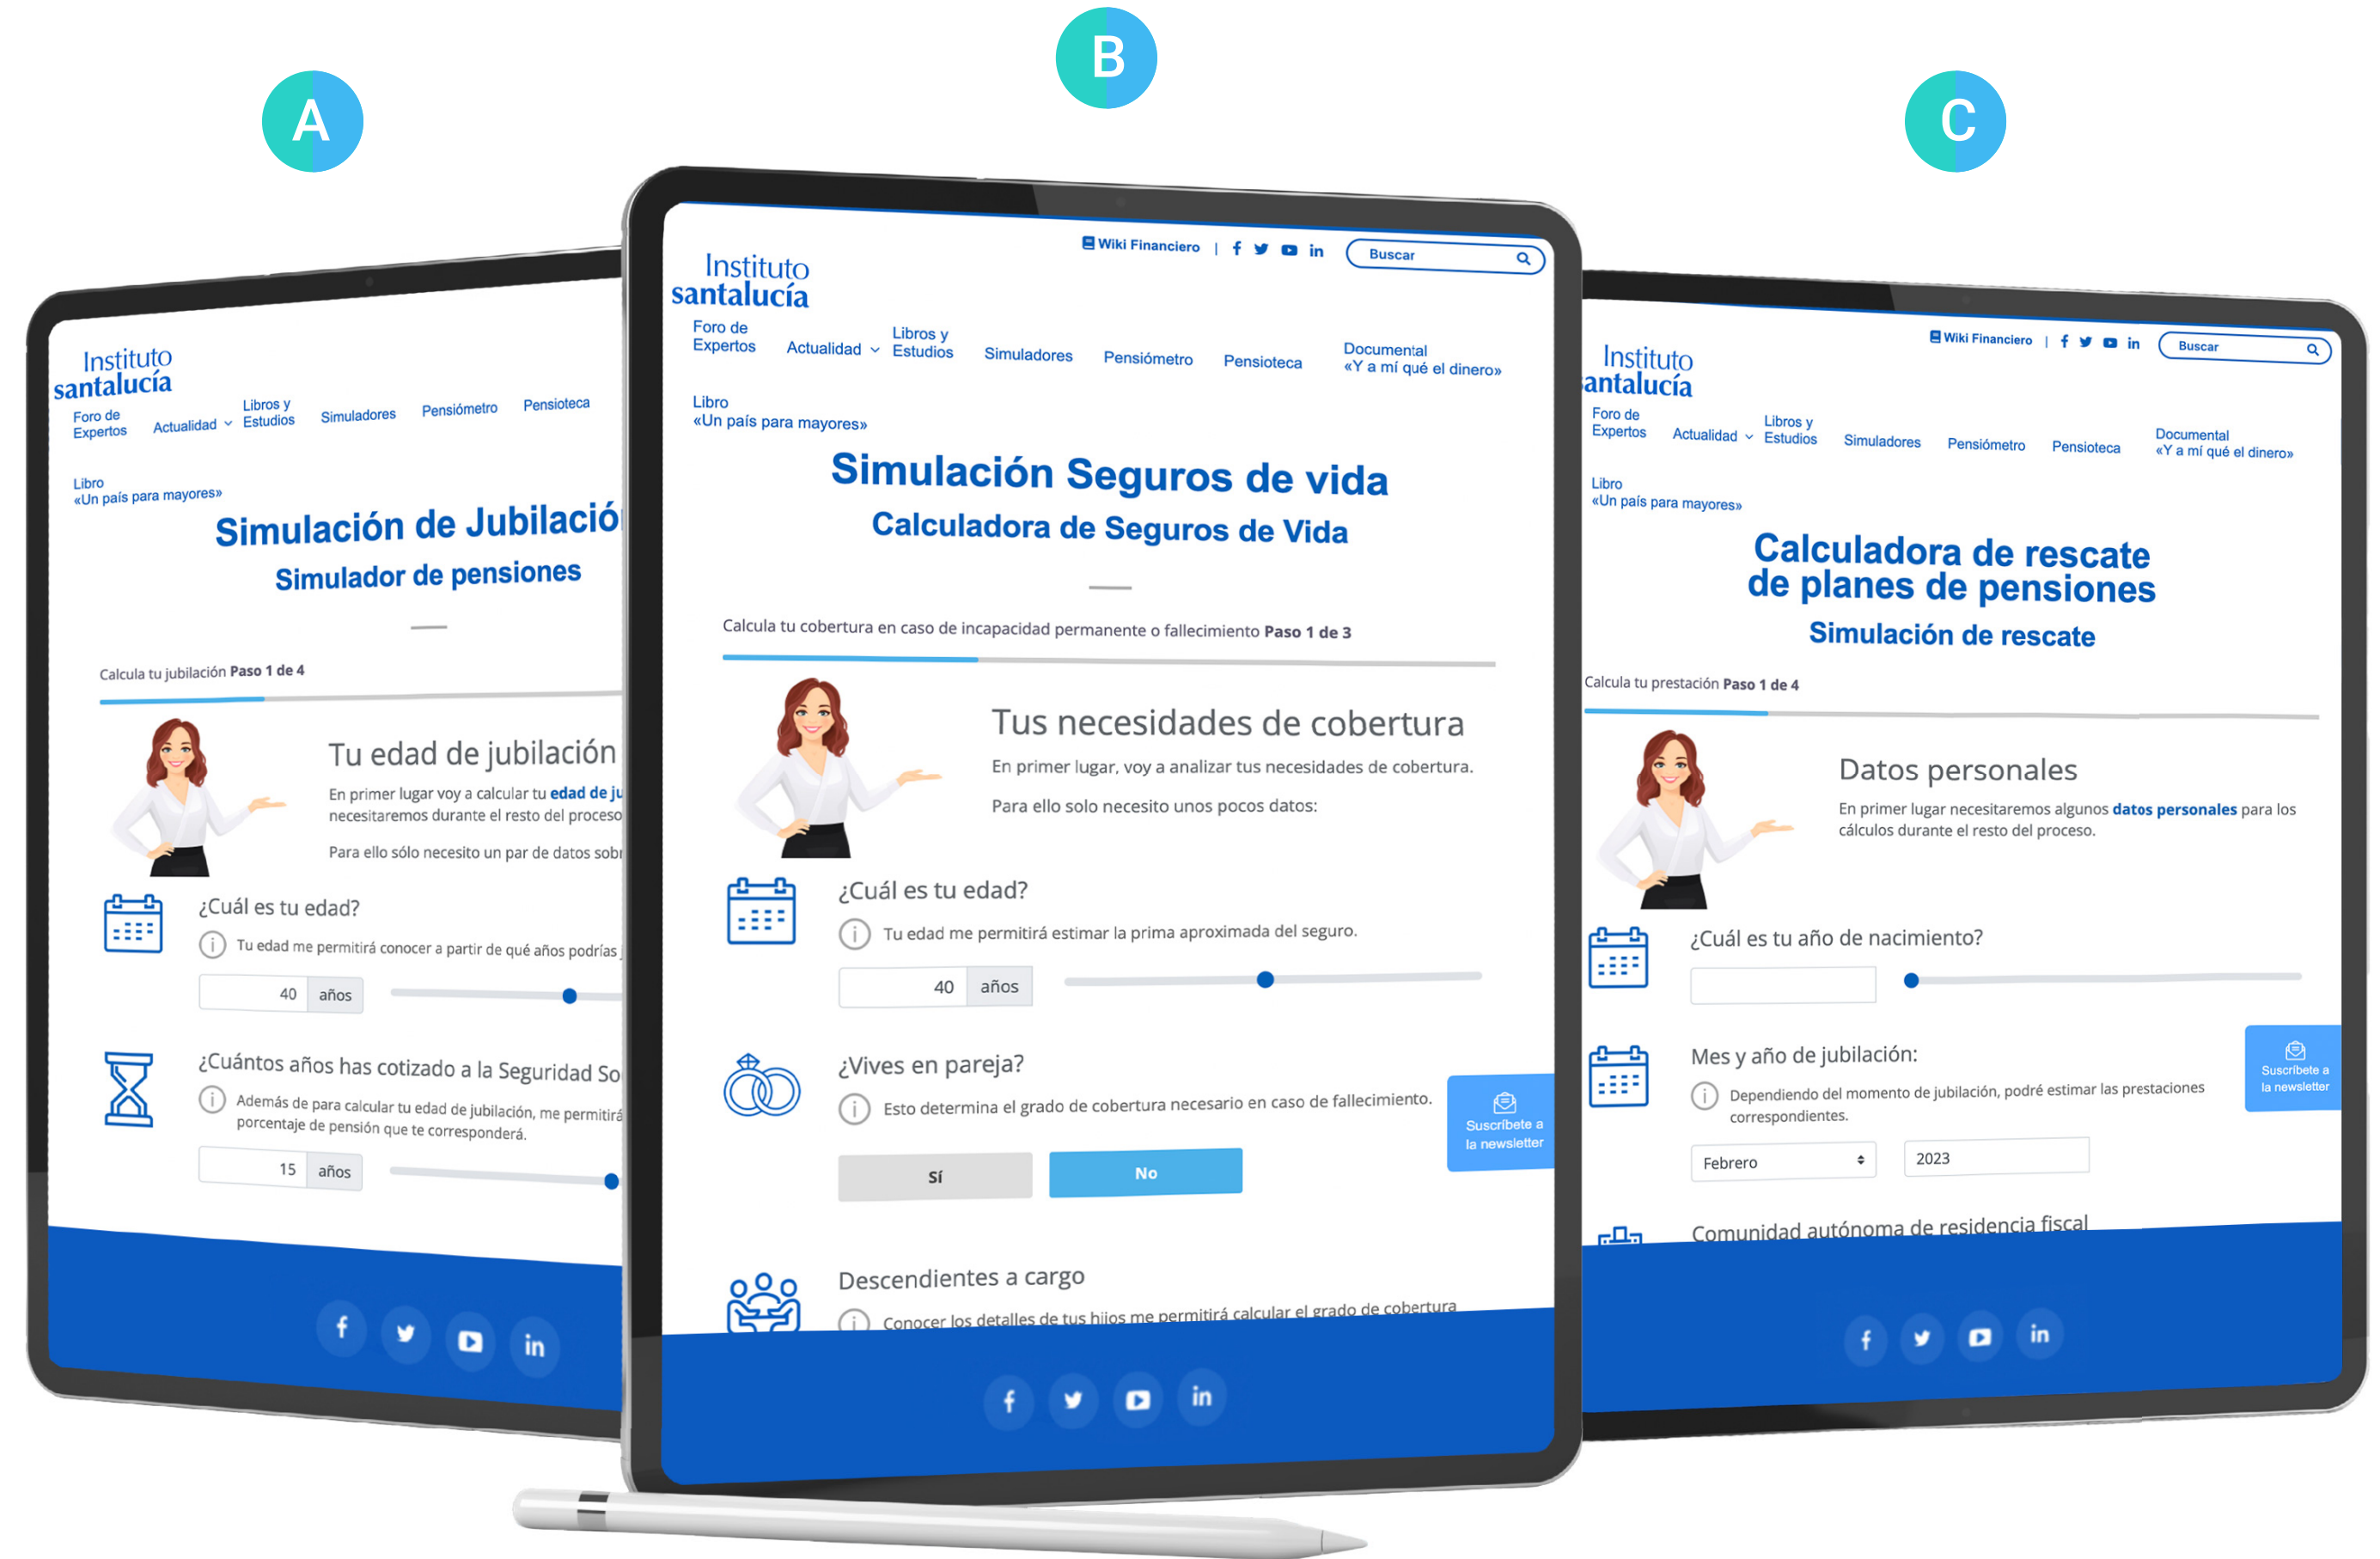 A
Instituto
santalucía
Foro de
Expertos
Actualidad
Libros y
Estudios
Simuladores
Pensiómetro
Pensioteca
Libro
«Un país para mayores»
Simulación de Jubilación
Simulador de pensiones
Calcula tu jubilación Paso 1 de 4
Tu edad de jubilación
En primer lugar voy a calcular tu edad de ju
necesitaremos durante el resto del proceso
Para ello sólo necesito un par de datos sobr
¿Cuál es tu edad?
Tu edad me permitirá conocer a partir de qué años podrías j
40 años
¿Cuántos años has cotizado a la Seguridad So
Además de para calcular tu edad de jubilación, me permitirá
porcentaje de pensión que te corresponderá.
15 años
B
Wiki Financiero |
Buscar
Instituto
santalucía
Foro de
Expertos
Actualidad
Libros y
Estudios
Simuladores
Pensiómetro
Pensioteca
Documental
«Y a mí qué el dinero»
Libro
«Un país para mayores»
Simulación Seguros de vida
Calculadora de Seguros de Vida
Calcula tu cobertura en caso de incapacidad permanente o fallecimiento Paso 1 de 3
Tus necesidades de cobertura
En primer lugar, voy a analizar tus necesidades de cobertura.
Para ello solo necesito unos pocos datos:
¿Cuál es tu edad?
Tu edad me permitirá estimar la prima aproximada del seguro.
40 años
¿Vives en pareja?
Esto determina el grado de cobertura necesario en caso de fallecimiento.
Sí
No
Suscríbete a
la newsletter
Descendientes a cargo
Conocer los detalles de tus hijos me permitirá calcular el grado de cobertura
C
Wiki Financiero |
Buscar
Instituto
santalucía
Foro de
Expertos
Actualidad
Libros y
Estudios
Simuladores
Pensiómetro
Pensioteca
Documental
«Y a mí qué el dinero»
Libro
«Un país para mayores»
Calculadora de rescate
de planes de pensiones
Simulación de rescate
Calcula tu prestación Paso 1 de 4
Datos personales
En primer lugar necesitaremos algunos datos personales para los
cálculos durante el resto del proceso.
¿Cuál es tu año de nacimiento?
Mes y año de jubilación:
Dependiendo del momento de jubilación, podré estimar las prestaciones
correspondientes.
Febrero
2023
Suscríbete a
la newsletter
Comunidad autónoma de residencia fiscal